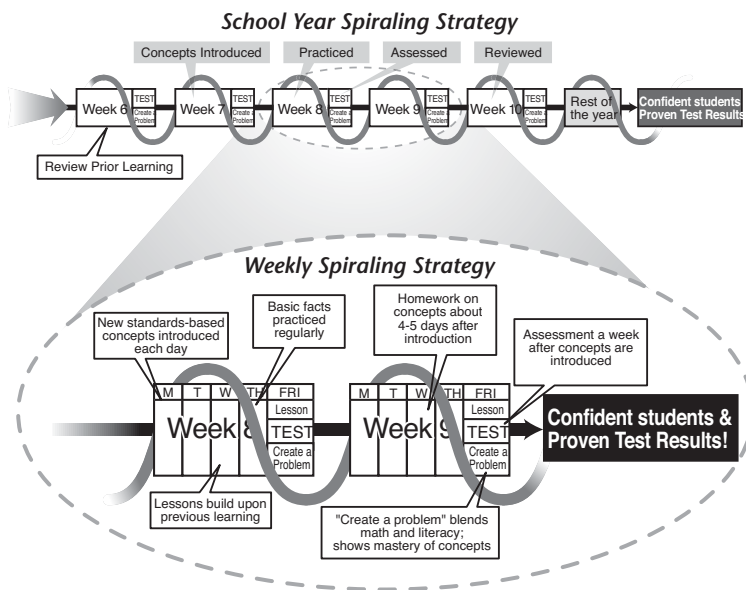 School Year Spiraling Strategy
Concepts Introduced
Practiced
Assessed
Reviewed
Week 6
TEST
Create a
Problem
Week 7
TEST
Create a
Problem
Week 8
TEST
Create a
Problem
Week 9
TEST
Create a
Problem
Week 10
TEST
Create a
Problem
Rest of
the year
Confident students
Proven Test Results
Review Prior Learning
Weekly Spiraling Strategy
New standards-based
concepts introduced
each day
Basic facts
practiced
regularly
Homework on
concepts about
4-5 days after
introduction
Assessment a week
after concepts are
introduced
M T W TH FRI
Lesson
Week 8
TEST
Create a
Problem
M T W TH FRI
Lesson
Week 9
TEST
Create a
Problem
Confident students &
Proven Test Results!
Lessons build upon
previous learning
"Create a problem" blends
math and literacy;
shows mastery of concepts